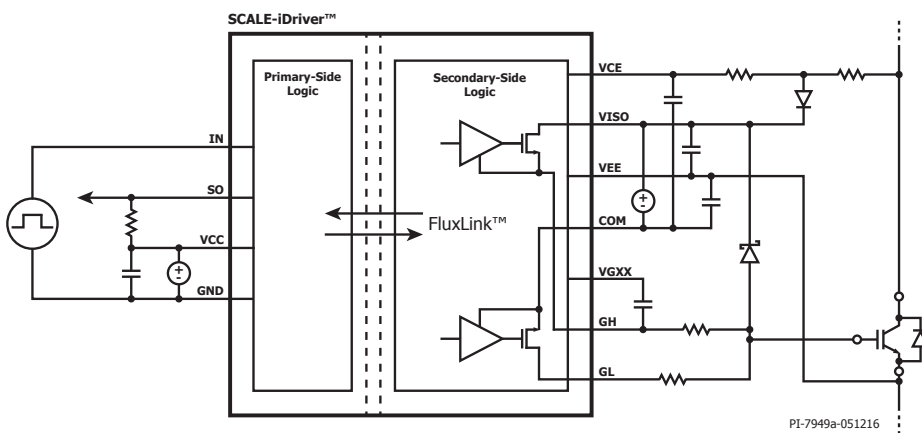 SCALE-iDriver™
Primary-Side
Logic
Secondary-Side
Logic
VCE
VISO
IN
VEE
SO
FluxLink™
COM
VCC
VGXX
GND
GH
GL
PI-7949a-051216